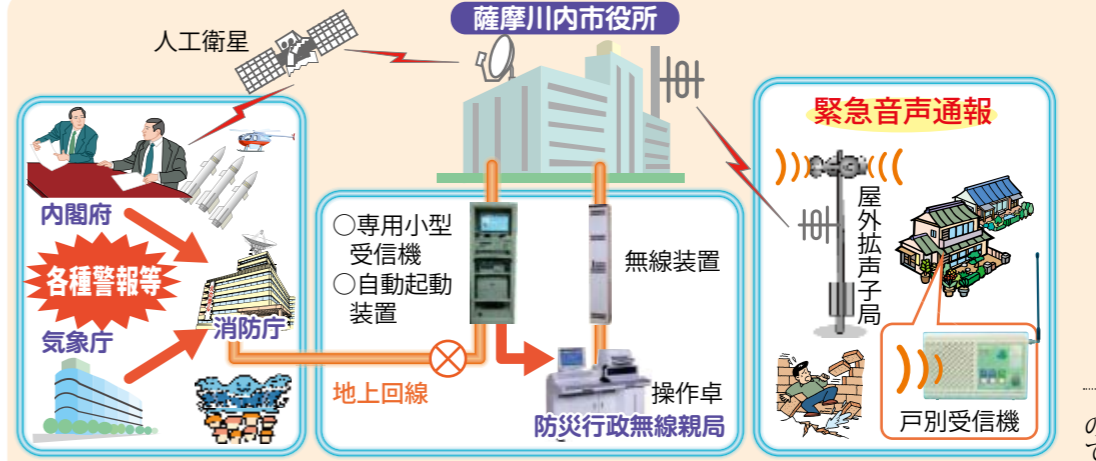 薩摩川内市役所
人工衛星
内閣府
各種警報等
気象庁
消防庁
○専用小型
受信機
○自動起動
装置
無線装置
地上回線
操作卓
防災行政無線親局
緊急音声通報
屋外拡声子局
戸別受信機
の
で